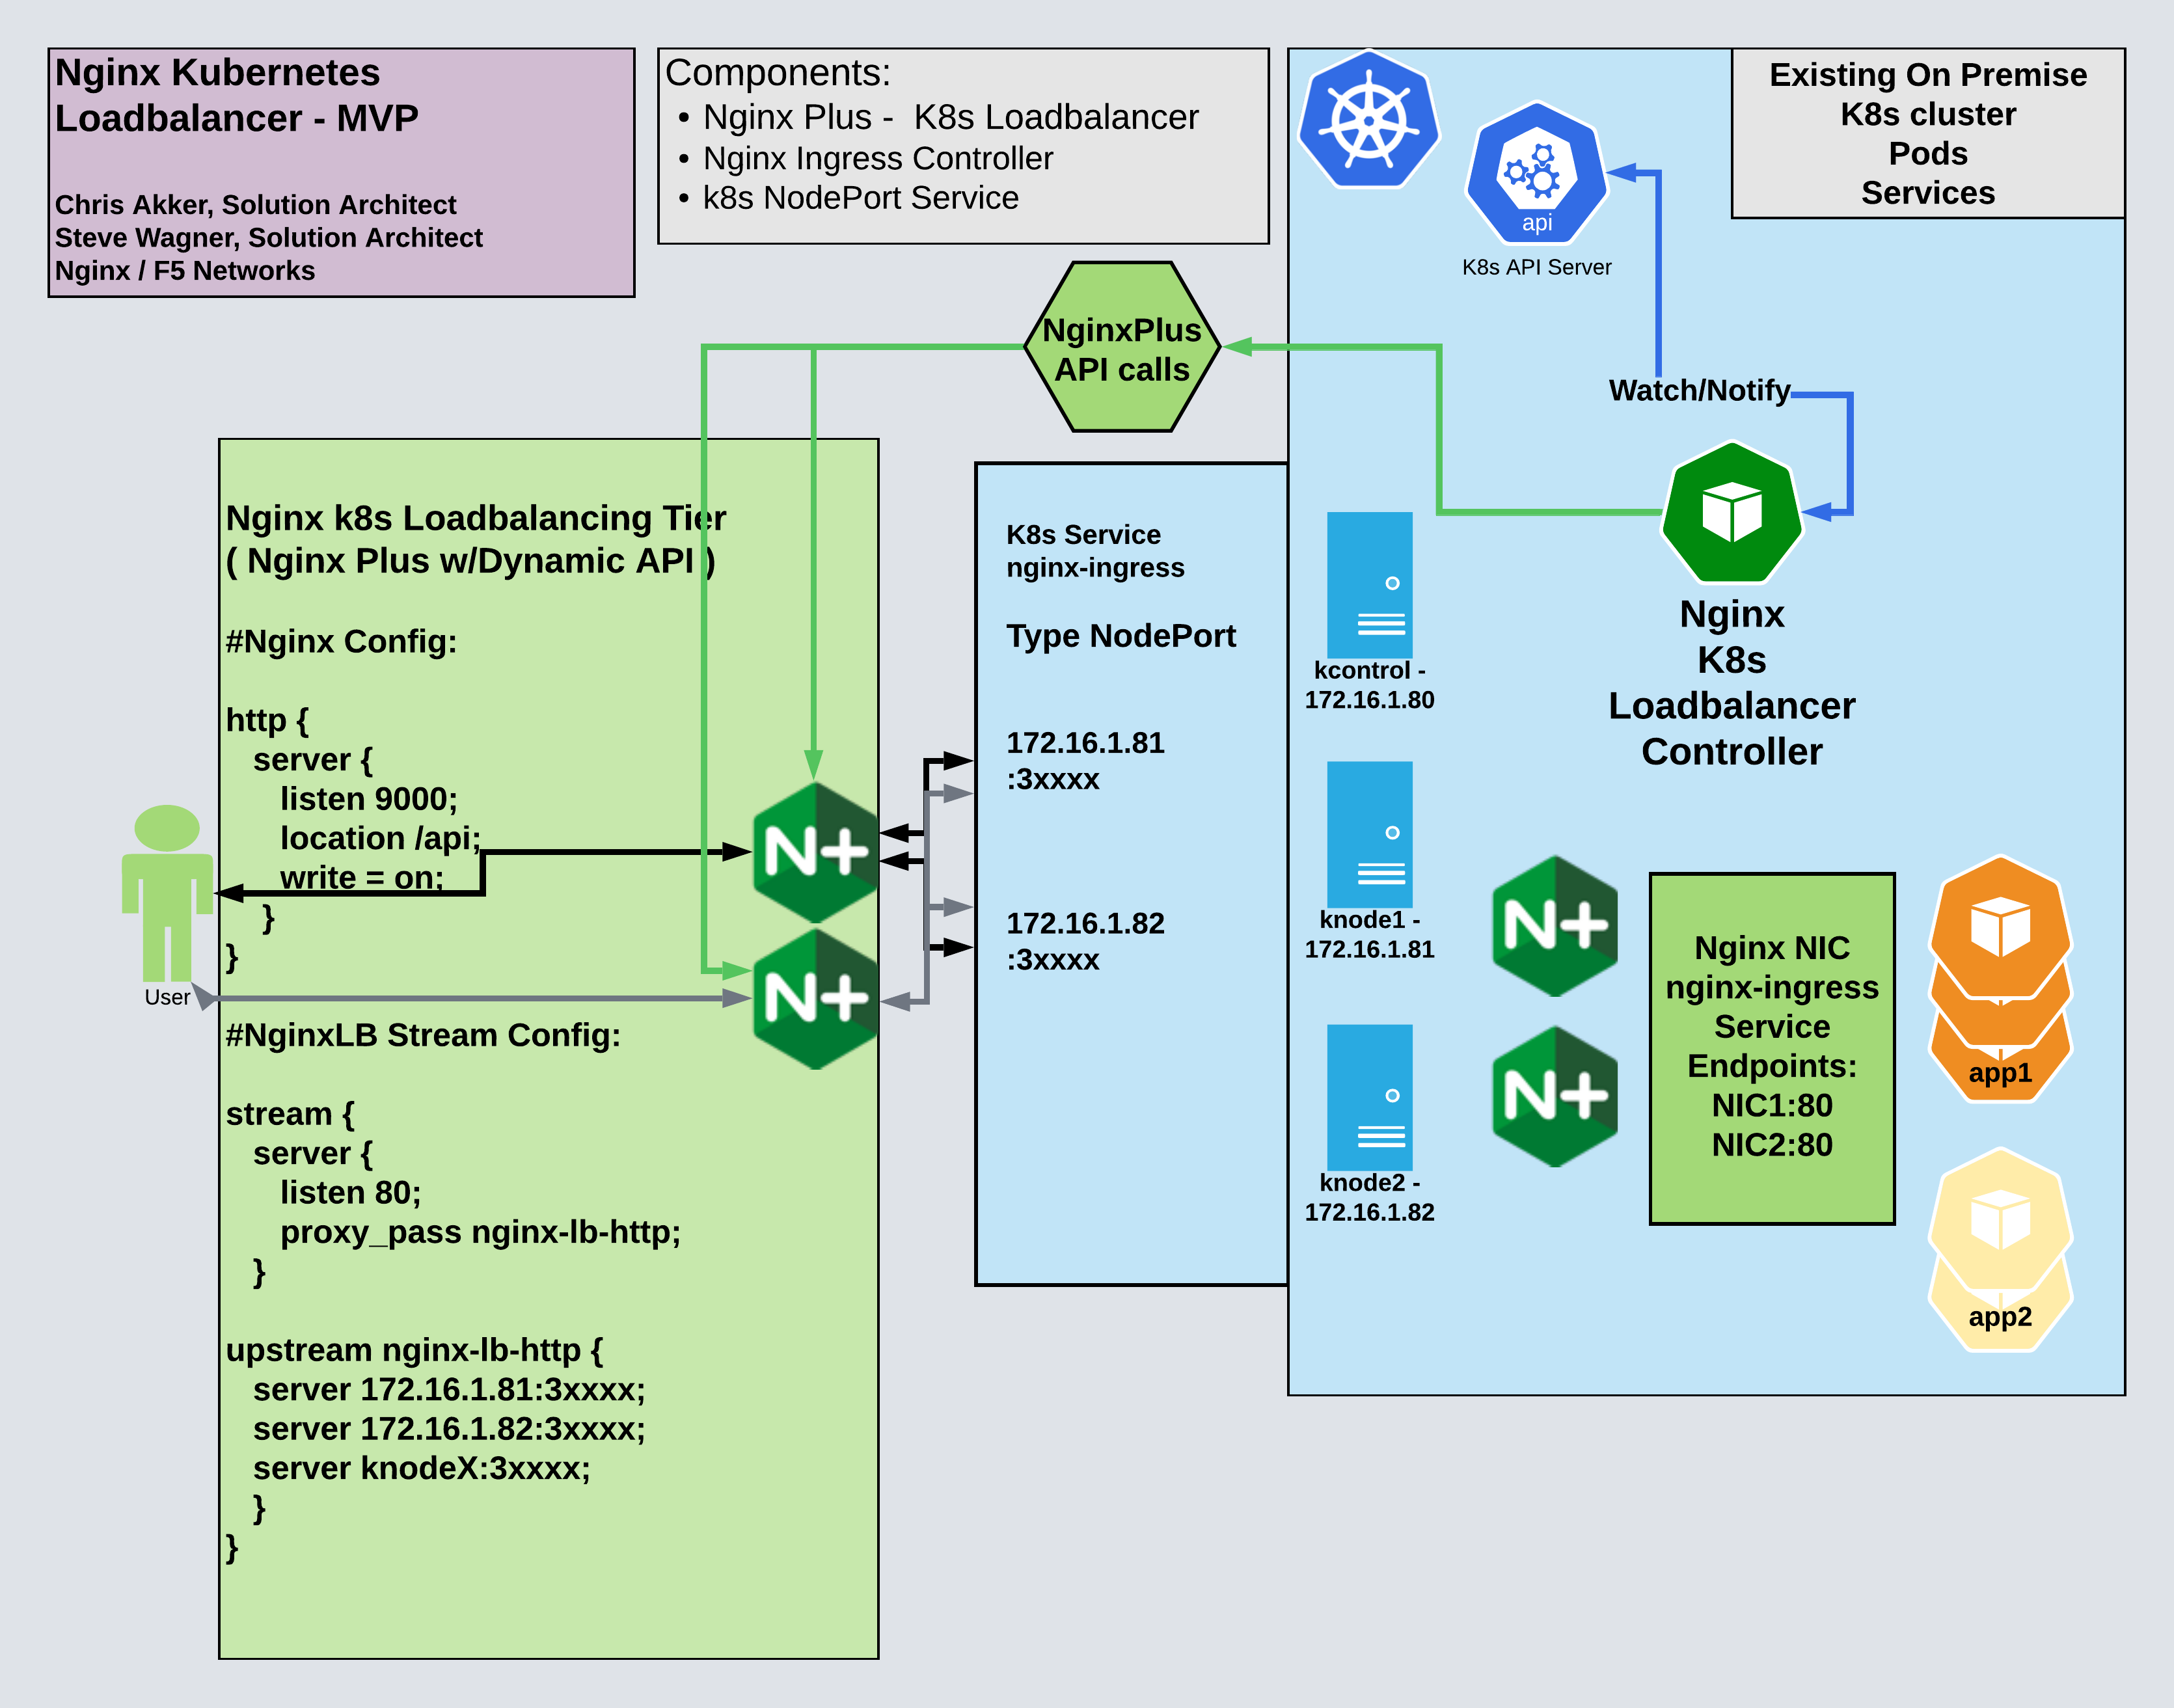 Nginx Kubernetes
Loadbalancer - MVP
Chris Akker, Solution Architect
Steve Wagner, Solution Architect
Nginx / F5 Networks
Components:
• Nginx Plus -  K8s Loadbalancer
• Nginx Ingress Controller
• k8s NodePort Service
Existing On Premise
K8s cluster
Pods
Services
api
K8s API Server
NginxPlus
API calls
Watch/Notify
Nginx k8s Loadbalancing Tier
( Nginx Plus w/Dynamic API )
#Nginx Config:
http {
server {
listen 9000;
location /api;
write = on;
}
}
User
#NginxLB Stream Config:
stream {
server {
listen 80;
proxy_pass nginx-lb-http;
}
upstream nginx-lb-http {
server 172.16.1.81:3xxxx;
server 172.16.1.82:3xxxx;
server knodeX:3xxxx;
}
}
N+
N+
K8s Service
nginx-ingress
Type NodePort
172.16.1.81
:3xxxx
172.16.1.82
:3xxxx
kcontrol -
172.16.1.80
knode1 -
172.16.1.81
knode2 -
172.16.1.82
Nginx
K8s
Loadbalancer
Controller
N+
N+
Nginx NIC
nginx-ingress
Service
Endpoints:
NIC1:80
NIC2:80
app1
app2